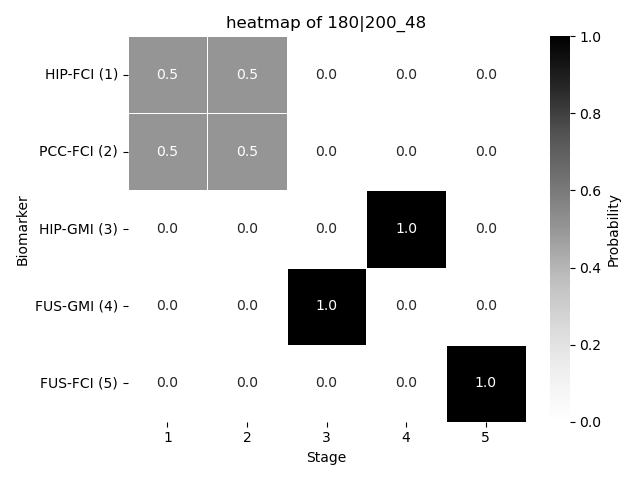 heatmap of 180|200_48
HIP-FCI (1) 0.5 0.5 0.0 0.0 0.0
PCC-FCI (2) 0.5 0.5 0.0 0.0 0.0
HIP-GMI (3) 0.0 0.0 0.0 1.0 0.0
FUS-GMI (4) 0.0 0.0 1.0 0.0 0.0
FUS-FCI (5) 0.0 0.0 0.0 0.0 1.0
1 2 3 4 5
Stage
Biomarker
1.0
0.8
0.6
0.4
0.2
0.0
Probability